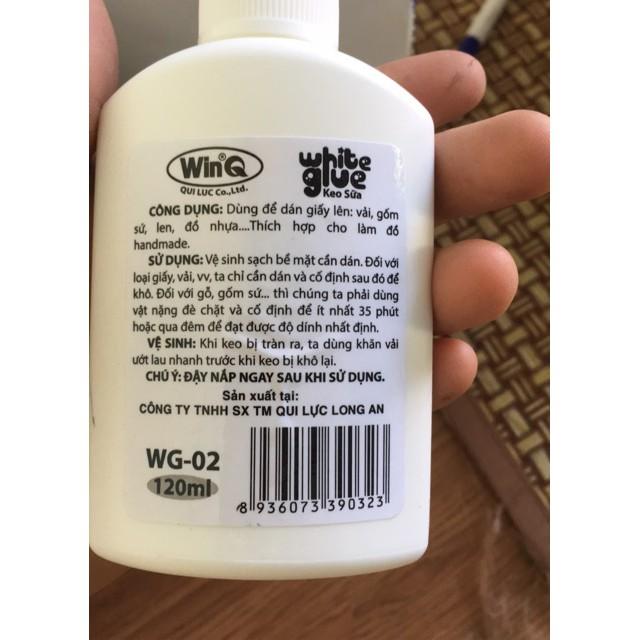 WinQ
QUI LUC Co.,Ltd.
white
glue
Keo Sữa
CÔNG DỤNG: Dùng để dán giấy lên: vải, gốm
sứ, len, đồ nhựa....Thích hợp cho làm đồ
handmade.
SỬ DỤNG: Vệ sinh sạch bề mặt cần dán. Đối với
loại giấy, vải, vv, ta chỉ cần dán và cố định sau đó để
khô. Đối với gỗ, gốm sứ... thì chúng ta phải dùng
vật nặng đè chặt và cố định để ít nhất 35 phút
hoặc qua đêm để đạt được độ dính nhất định.
VỆ SINH: Khi keo bị tràn ra, ta dùng khăn vải
ướt lau nhanh trước khi keo bị khô lại.
CHÚ Ý: ĐẬY NẮP NGAY SAU KHI SỬ DỤNG.
Sản xuất tại:
CÔNG TY TNHH SX TM QUI LỰC LONG AN
WG-02
120ml
8 936073 390323